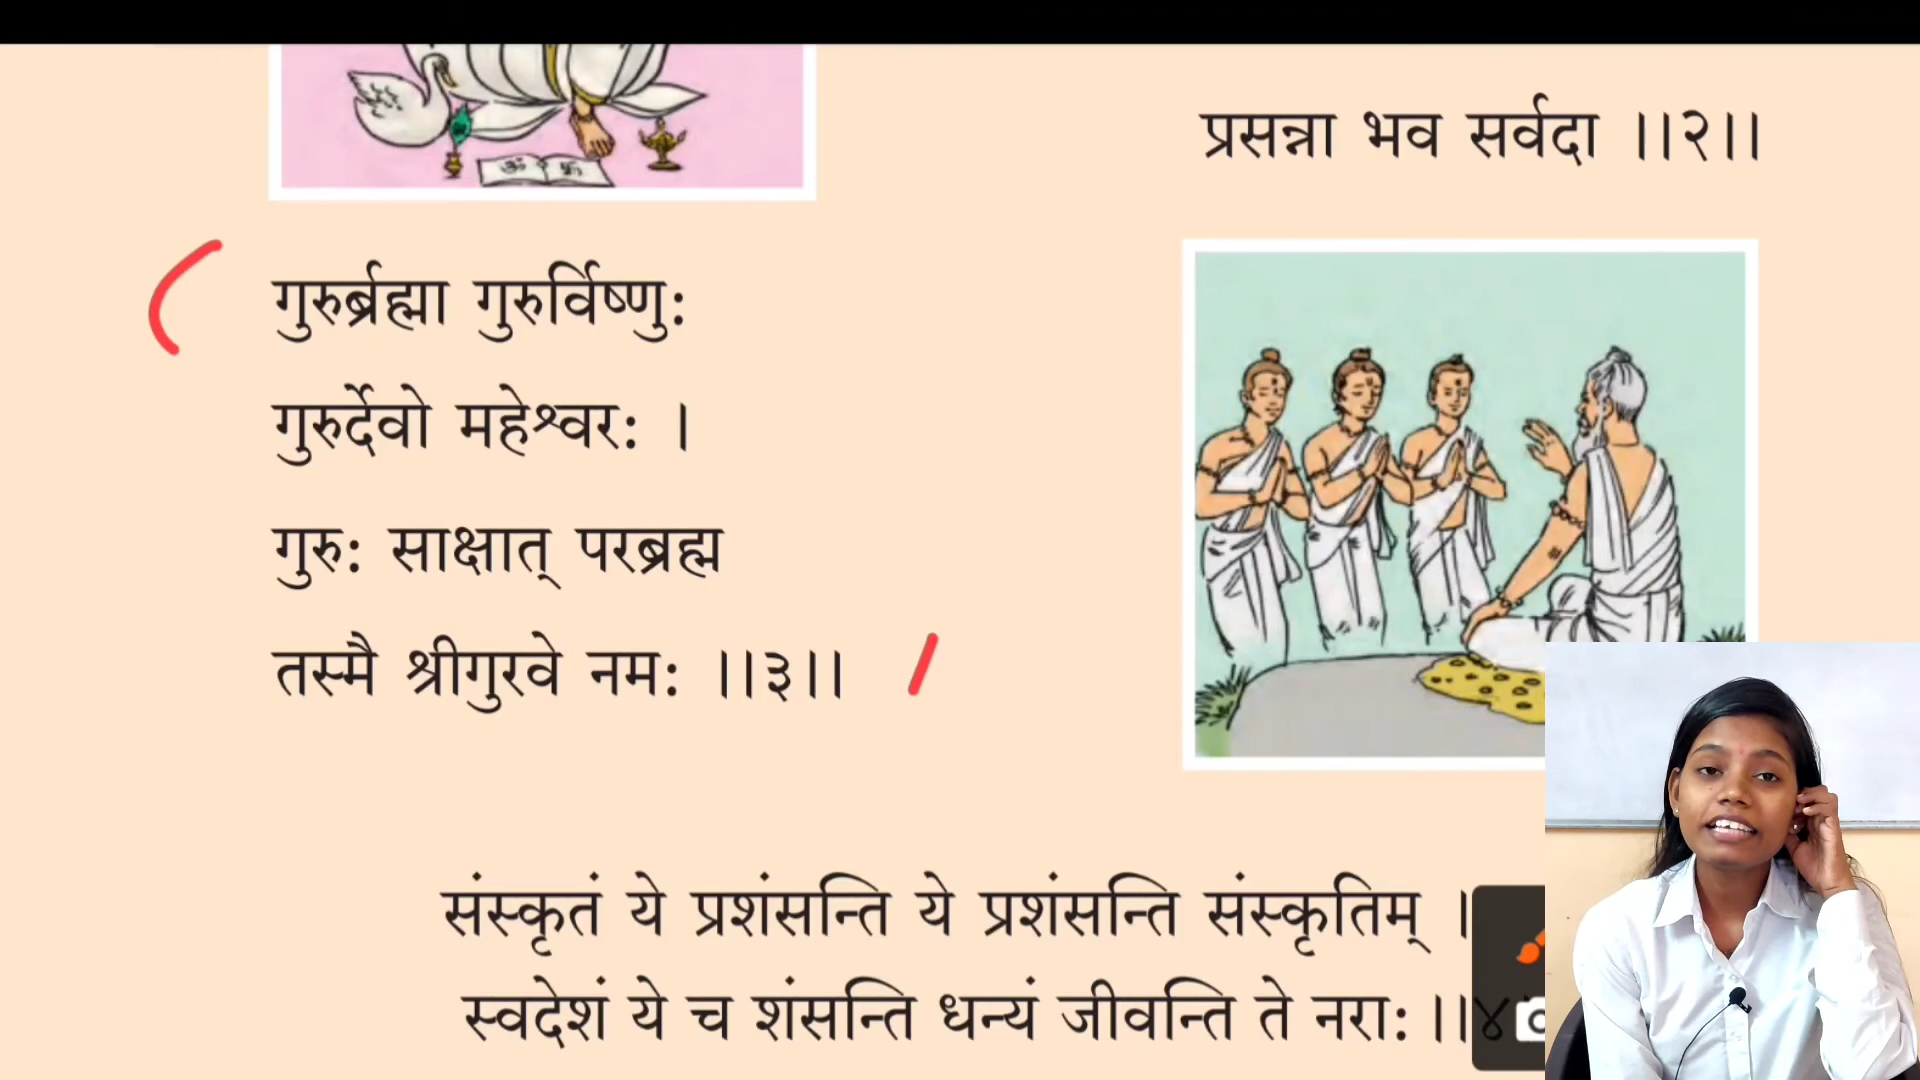 प्रसन्ना भव सर्वदा ।।२।।
गुरुर्ब्रह्मा गुरुर्विष्णुः
गुरुर्देवो महेश्वरः ।
गुरुः साक्षात् परब्रह्म
तस्मै श्रीगुरवे नमः ।।३।।
संस्कृतं ये प्रशंसन्ति ये प्रशंसन्ति संस्कृतिम् ।
स्वदेशं ये च शंसन्ति धन्यं जीवन्ति ते नराः ।।४